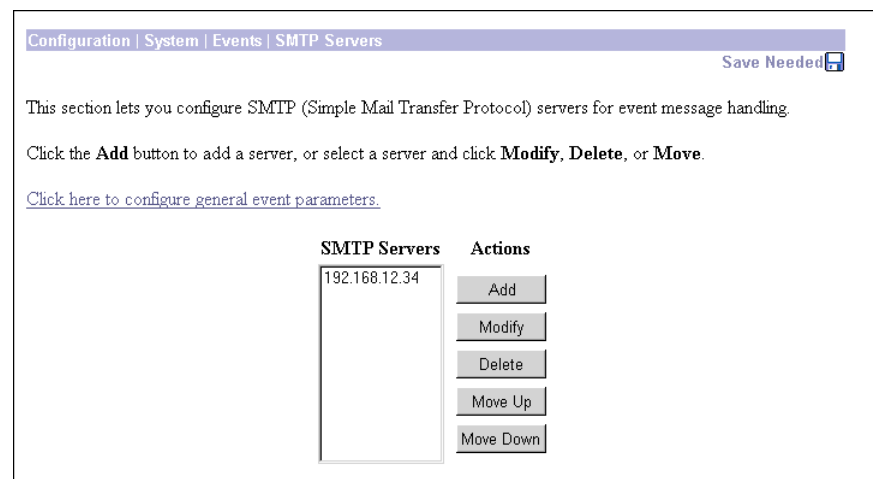 Configuration | System | Events | SMTP Servers
Save Needed
This section lets you configure SMTP (Simple Mail Transfer Protocol) servers for event message handling.
Click the Add button to add a server, or select a server and click Modify, Delete, or Move.
Click here to configure general event parameters.
SMTP Servers Actions
192.168.12.34
Add
Modify
Delete
Move Up
Move Down